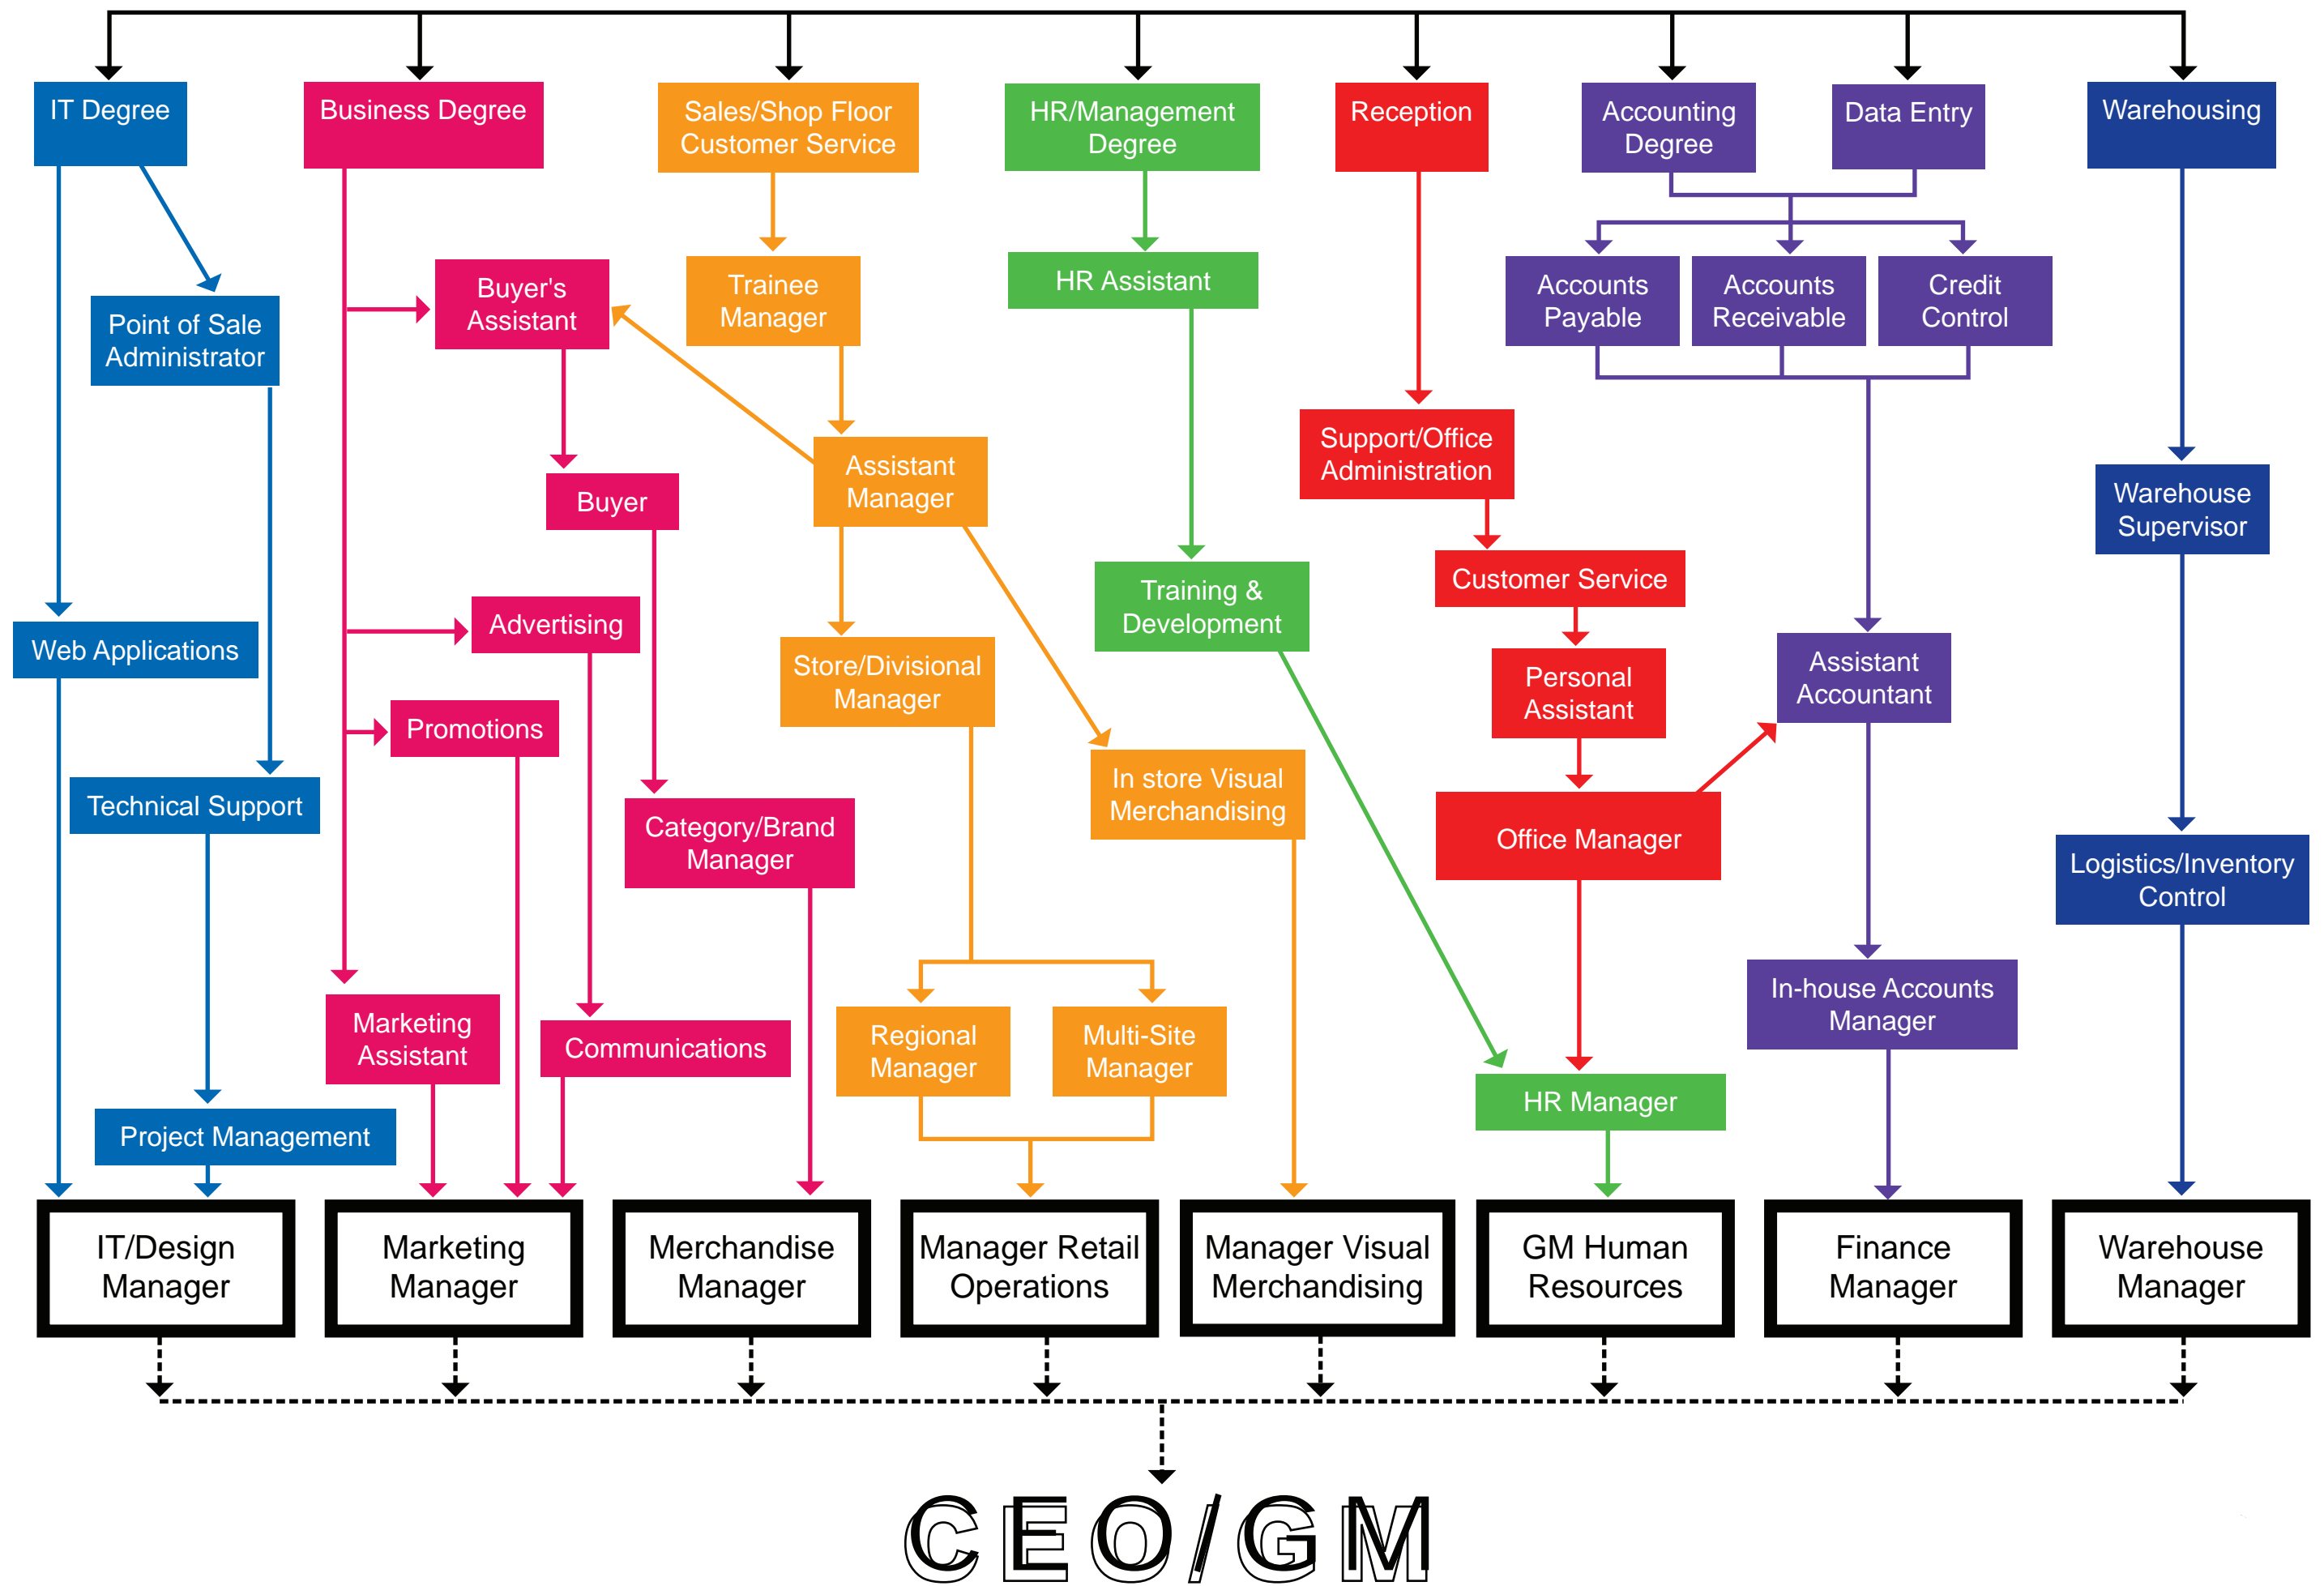 IT Degree
Business Degree
Sales/Shop Floor
Customer Service
HR/Management
Degree
Reception
Accounting
Degree
Data Entry
Warehousing
Buyer's
Assistant
Trainee
Manager
HR Assistant
Accounts
Payable
Accounts
Receivable
Credit
Control
Point of Sale
Administrator
Support/Office
Administration
Assistant
Manager
Buyer
Warehouse
Supervisor
Customer Service
Training &
Development
Advertising
Web Applications
Store/Divisional
Manager
Personal
Assistant
Assistant
Accountant
Promotions
In store Visual
Merchandising
Technical Support
Category/Brand
Manager
Office Manager
Logistics/Inventory
Control
In-house Accounts
Manager
Marketing
Assistant
Communications
Regional
Manager
Multi-Site
Manager
HR Manager
Project Management
IT/Design
Manager
Marketing
Manager
Merchandise
Manager
Manager Retail
Operations
Manager Visual
Merchandising
GM Human
Resources
Finance
Manager
Warehouse
Manager
CEO/GM